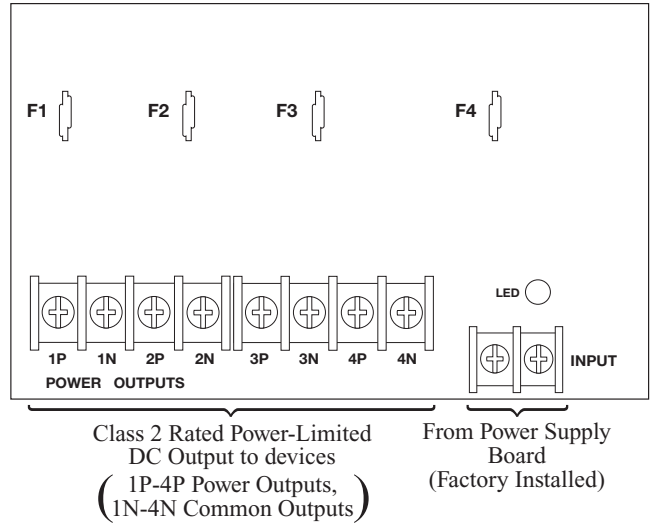 F1 F2 F3 F4
LED
1P 1N 2P 2N 3P 3N 4P 4N
INPUT
POWER OUTPUTS
Class 2 Rated Power-Limited
DC Output to devices
(1P-4P Power Outputs,
1N-4N Common Outputs)
From Power Supply
Board
(Factory Installed)